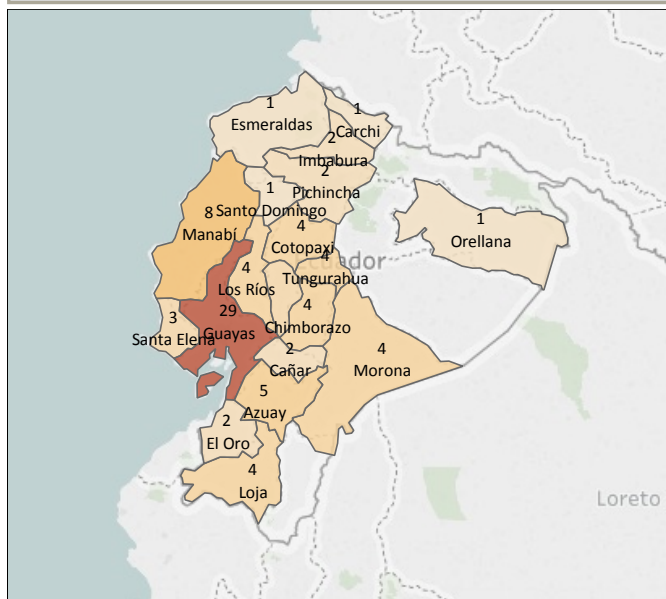 1
Esmeraldas
1
Carchi
2
Imbabura
2
Pichincha
1
Santo Domingo
8
Manabí
4
Cotopaxi
1
Orellana
Ecuador
4
Tungurahua
4
Los Ríos
29
Guayas
3
Santa Elena
4
Chimborazo
2
Cañar
4
Morona
5
Azuay
2
El Oro
4
Loja
Loreto